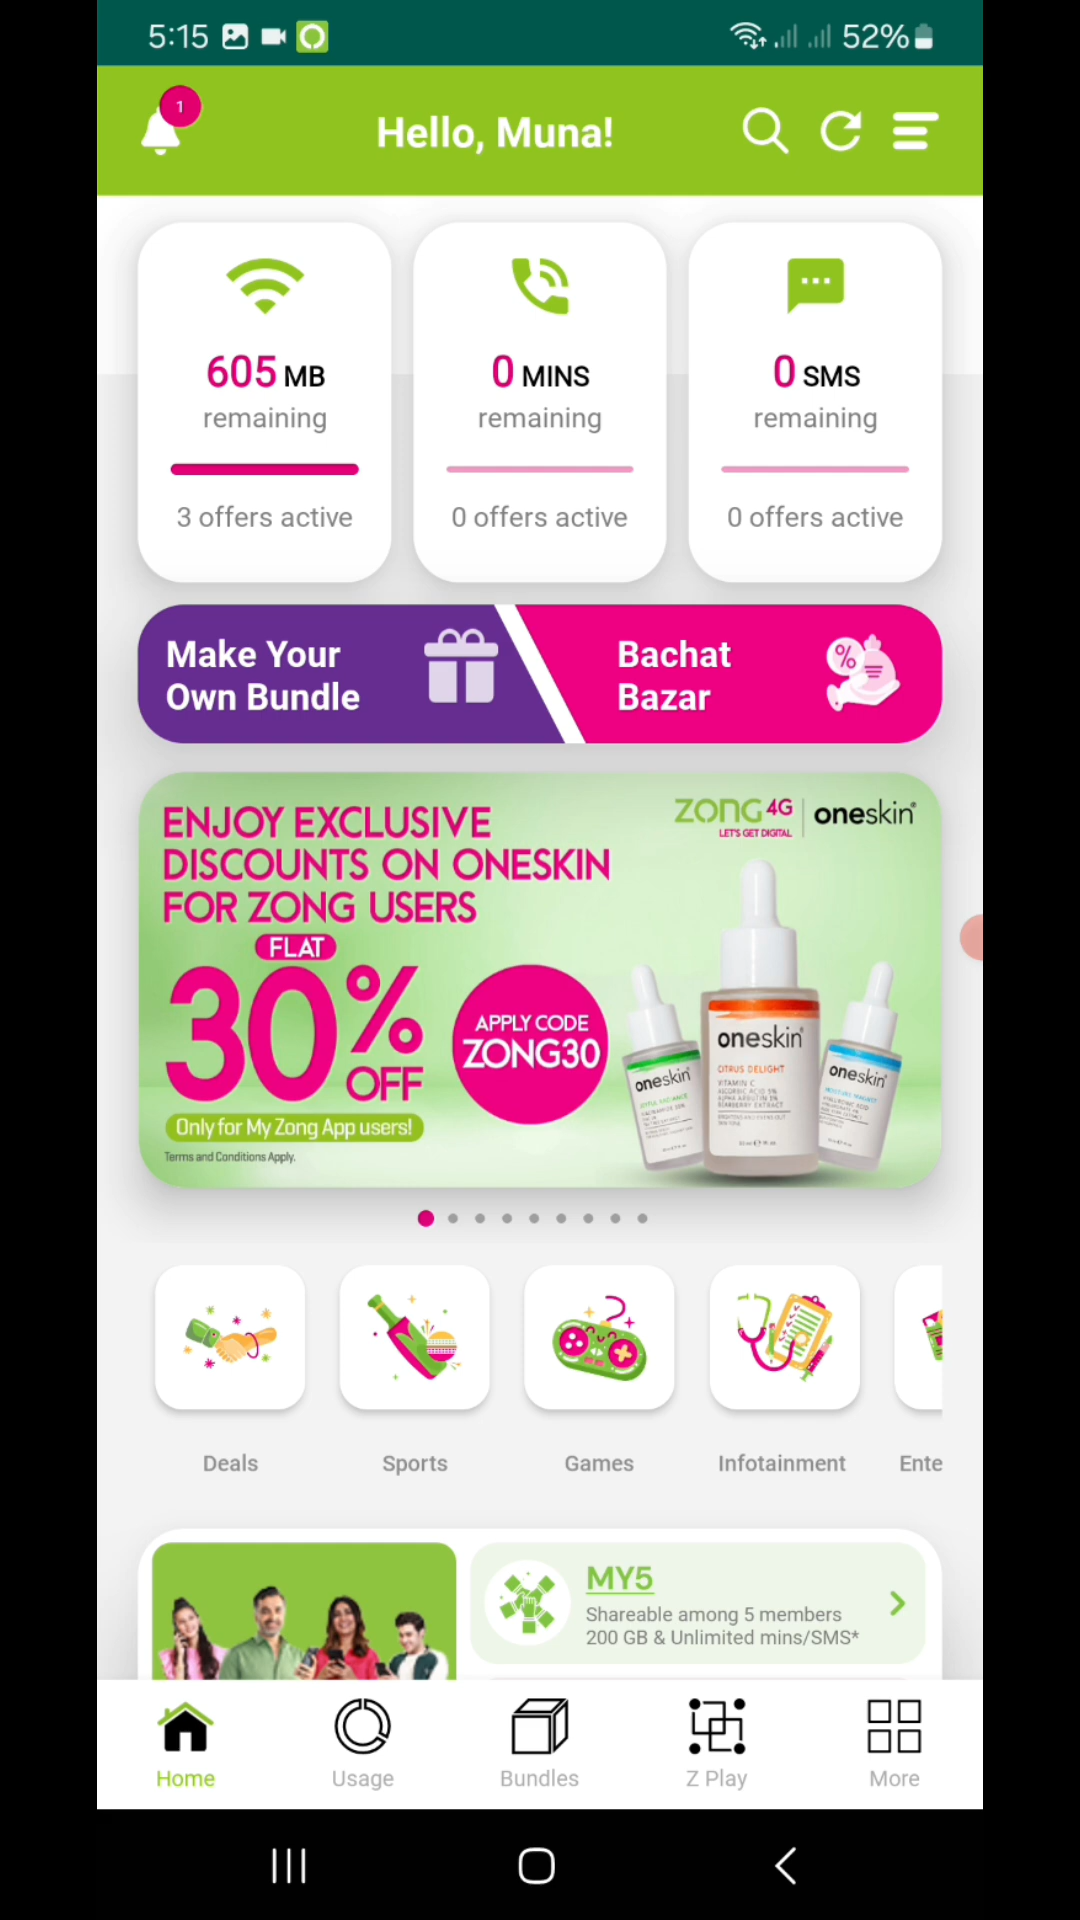 5:15
52%
1
Hello, Muna!
605 MB
remaining
3 offers active
0 MINS
remaining
0 offers active
0 SMS
remaining
0 offers active
Make Your
Own Bundle
Bachat
Bazar
ENJOY EXCLUSIVE
DISCOUNTS ON ONESKIN
FOR ZONG USERS
ZONG 4G
LET'S GET DIGITAL
oneskin®
FLAT
30%
OFF
APPLY CODE
ZONG30
Only for My Zong App users!
Terms and Conditions Apply.
oneskin
oneskin
CITRUS DELIGHT
VITAMIN C
oneskin
Deals
Sports
Games
Infotainment
Ente
MY5
Shareable among 5 members
200 GB & Unlimited mins/SMS*
Home
Usage
Bundles
Z Play
More